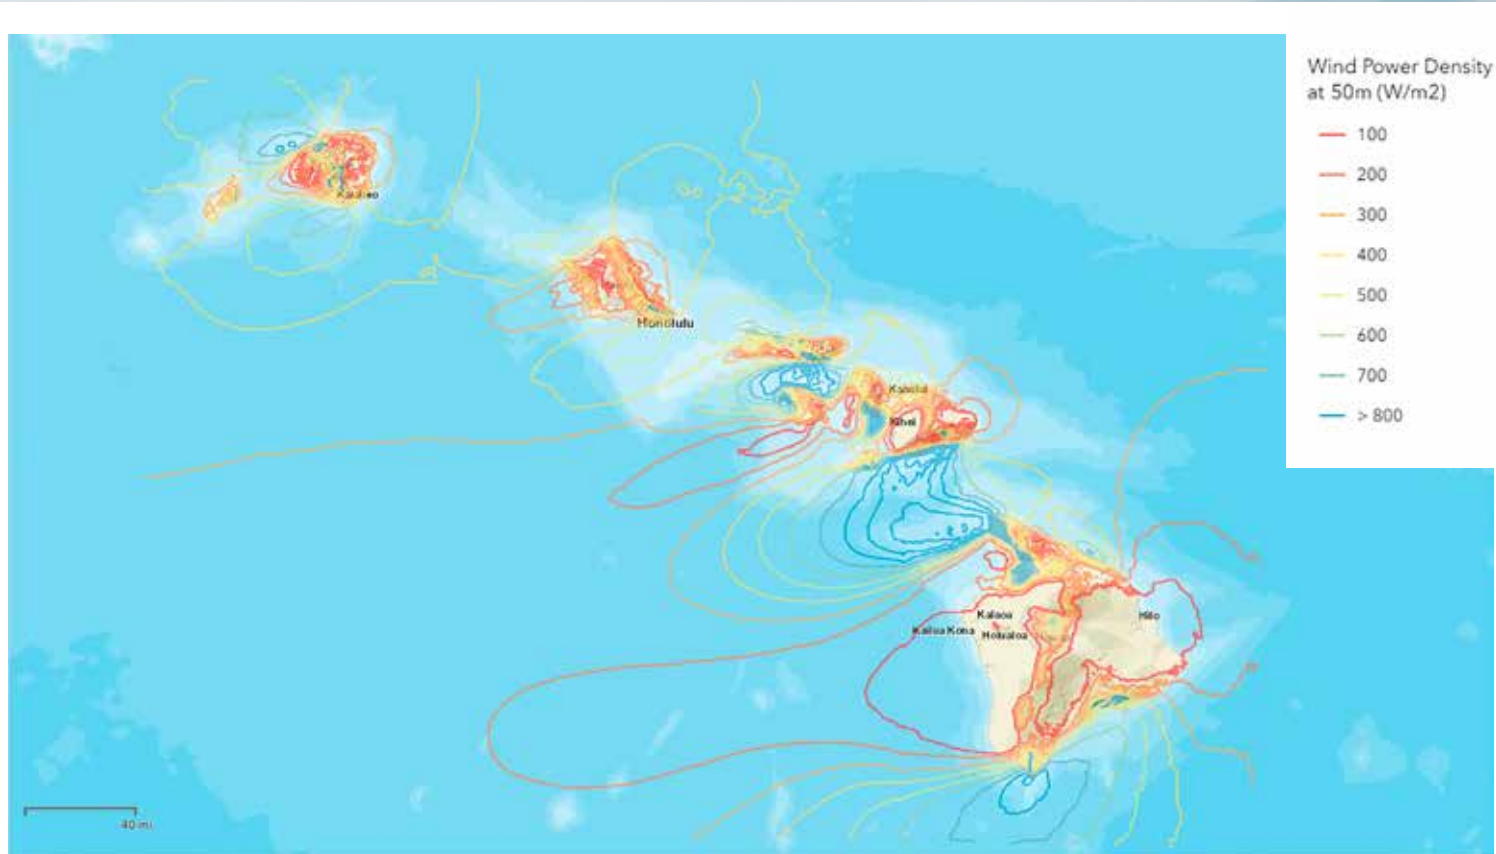 Wind Power Density
at 50m (W/m2)
100
200
300
400
500
600
700
> 800
Honolulu
Kahului
Kihei
Kalaoa
Kailua Kona
Holualoa
Hilo
40 mi